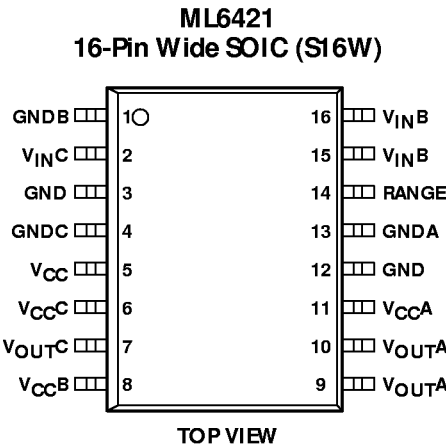 ML6421
16-Pin Wide SOIC (S16W)
GNDB 1 16 VINB
VINC 2 15 VINB
GND 3 14 RANGE
GNDC 4 13 GNDA
VCC 5 12 GND
VCCC 6 11 VCCA
VOUTC 7 10 VOUTA
VCCB 8 9 VOUTA
TOP VIEW